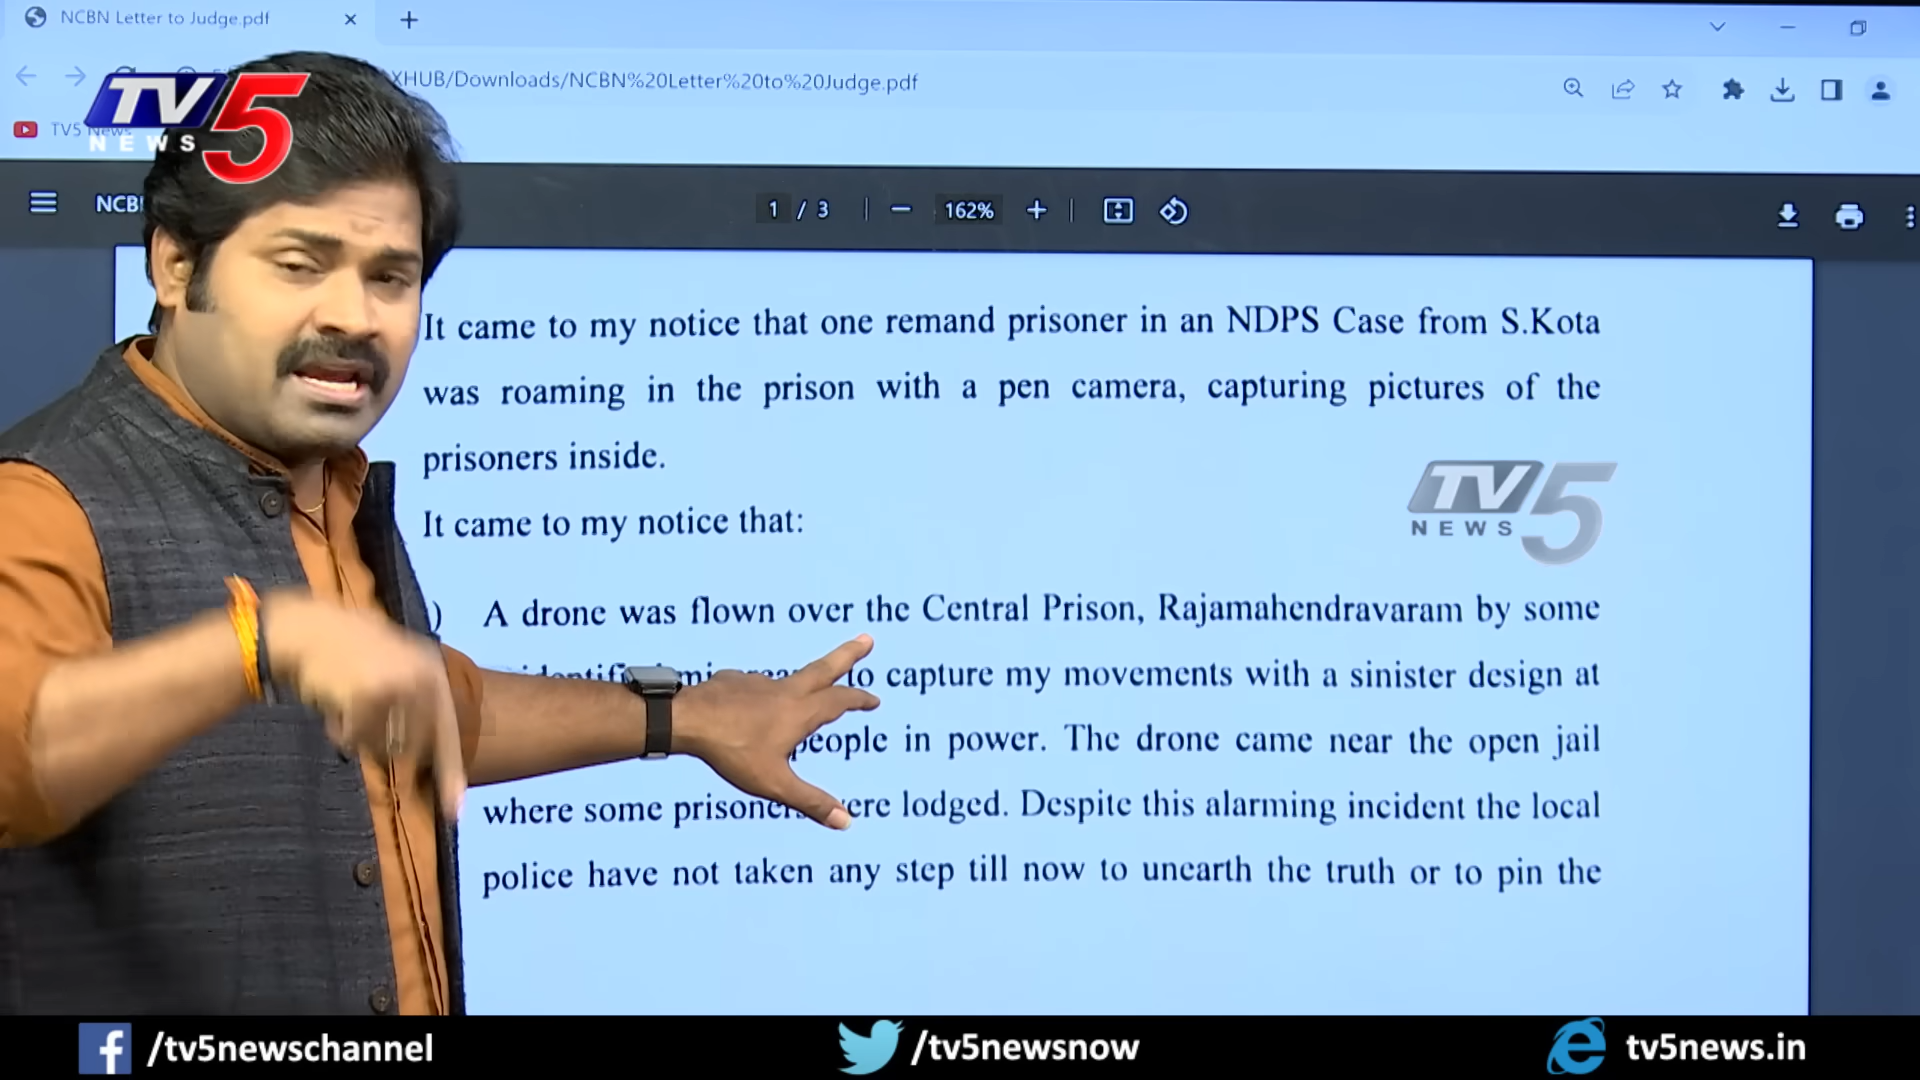 NCBN Letter to Judge.pdf
XHUB/Downloads/NCBN%20Letter%20to%20Judge.pdf
TV5 News
TV5
NEWS
NCB
1 / 3
162%
It came to my notice that one remand prisoner in an NDPS Case from S.Kota
was roaming in the prison with a pen camera, capturing pictures of the
prisoners inside.
TV5
NEWS
It came to my notice that:
) A drone was flown over the Central Prison, Rajamahendravaram by some
to capture my movements with a sinister design at
people in power. The drone came near the open jail
where some prisoners were lodged. Despite this alarming incident the local
police have not taken any step till now to unearth the truth or to pin the
f /tv5newschannel
/tv5newsnow
tv5news.in